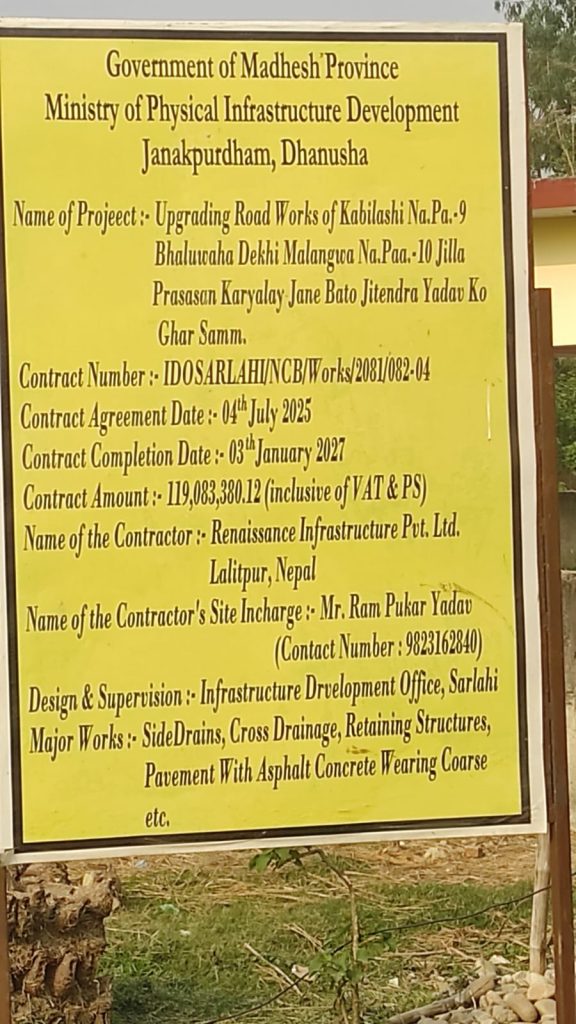 Government of Madhesh Province
Ministry of Physical Infrastructure Development
Janakpurdham, Dhanusha
Name of Projeect :- Upgrading Road Works of Kabilashi Na.Pa.-9
Bhaluwaha Dekhi Malangwa Na.Paa.-10 Jilla
Prasasan Karyalay Jane Bato Jitendra Yadav Ko
Ghar Samm.
Contract Number :- IDOSARLAHI/NCB/Works/2081/082-04
Contract Agreement Date :- 04th July 2025
Contract Completion Date :- 03th January 2027
Contract Amount :- 119,083,380.12 (inclusive of VAT & PS)
Name of the Contractor :- Renaissance Infrastructure Pvt. Ltd.
Lalitpur, Nepal
Name of the Contractor's Site Incharge :- Mr. Ram Pukar Yadav
(Contact Number : 9823162840)
Design & Supervision :- Infrastructure Drvelopment Office, Sarlahi
Major Works :- SideDrains, Cross Drainage, Retaining Structures,
Pavement With Asphalt Concrete Wearing Coarse
etc.